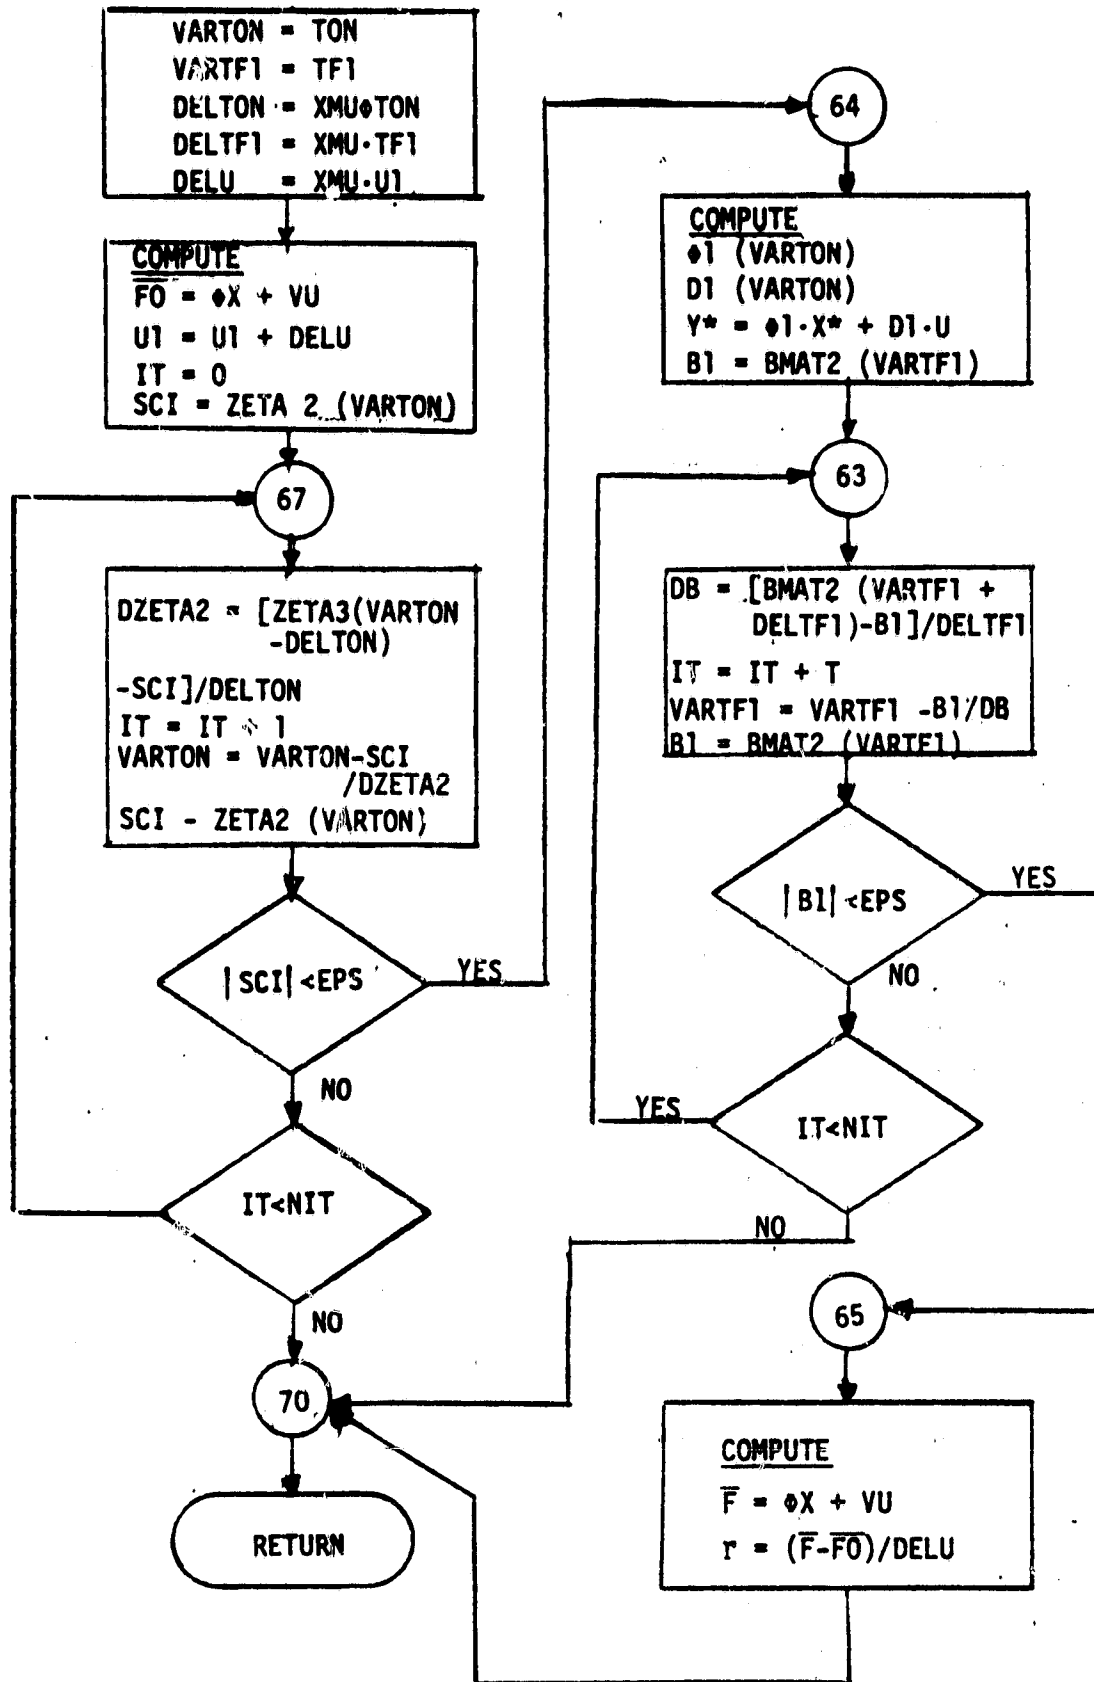 VARTON = TON
VARTF1 = TF1
DELTON = XMU•TON
DELTF1 = XMU·TF1
DELU = XMU·U1
COMPUTE
F̅0̅ = ΦX + VU
U1 = U1 + DELU
IT = 0
SCI = ZETA 2 (VARTON)
67
DZETA2 = [ZETA3(VARTON
-DELTON)
-SCI]/DELTON
IT = IT + 1
VARTON = VARTON-SCI
/DZETA2
SCI - ZETA2 (VARTON)
|SCI| <EPS
YES
NO
IT<NIT
NO
70
RETURN
64
COMPUTE
Φ1 (VARTON)
D1 (VARTON)
Y* = Φ1·X* + D1·U
B1 = BMAT2 (VARTF1)
63
DB = [BMAT2 (VARTF1 +
DELTF1)-B1]/DELTF1
IT = IT + T
VARTF1 = VARTF1 -B1/DB
B1 = BMAT2 (VARTF1)
|B1| <EPS
YES
NO
YES
IT<NIT
NO
65
COMPUTE
F̅ = ΦX + VU
r = (F̅-F̅0̅)/DELU